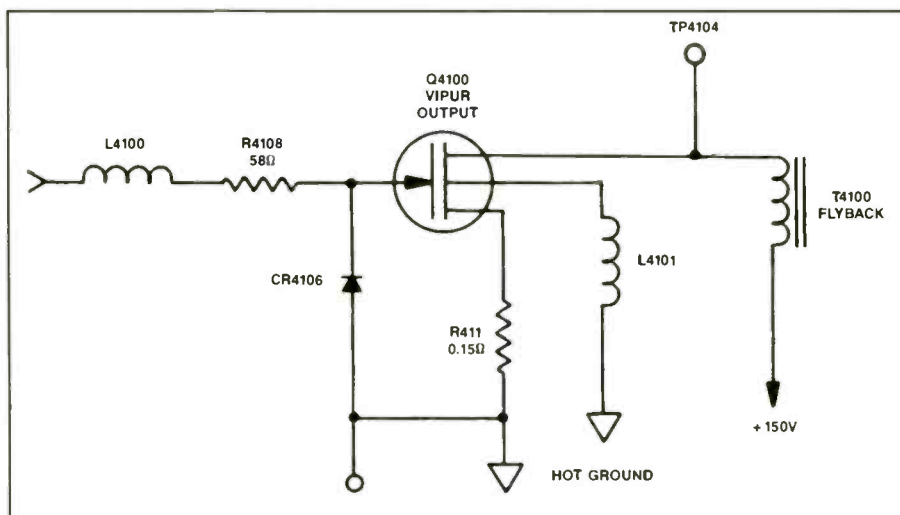 TP4104
Q4100
VIPUR
OUTPUT
L4100
R4108
58Ω
T4100
FLYBACK
L4101
CR4106
R411
0.15Ω
+150V
HOT GROUND